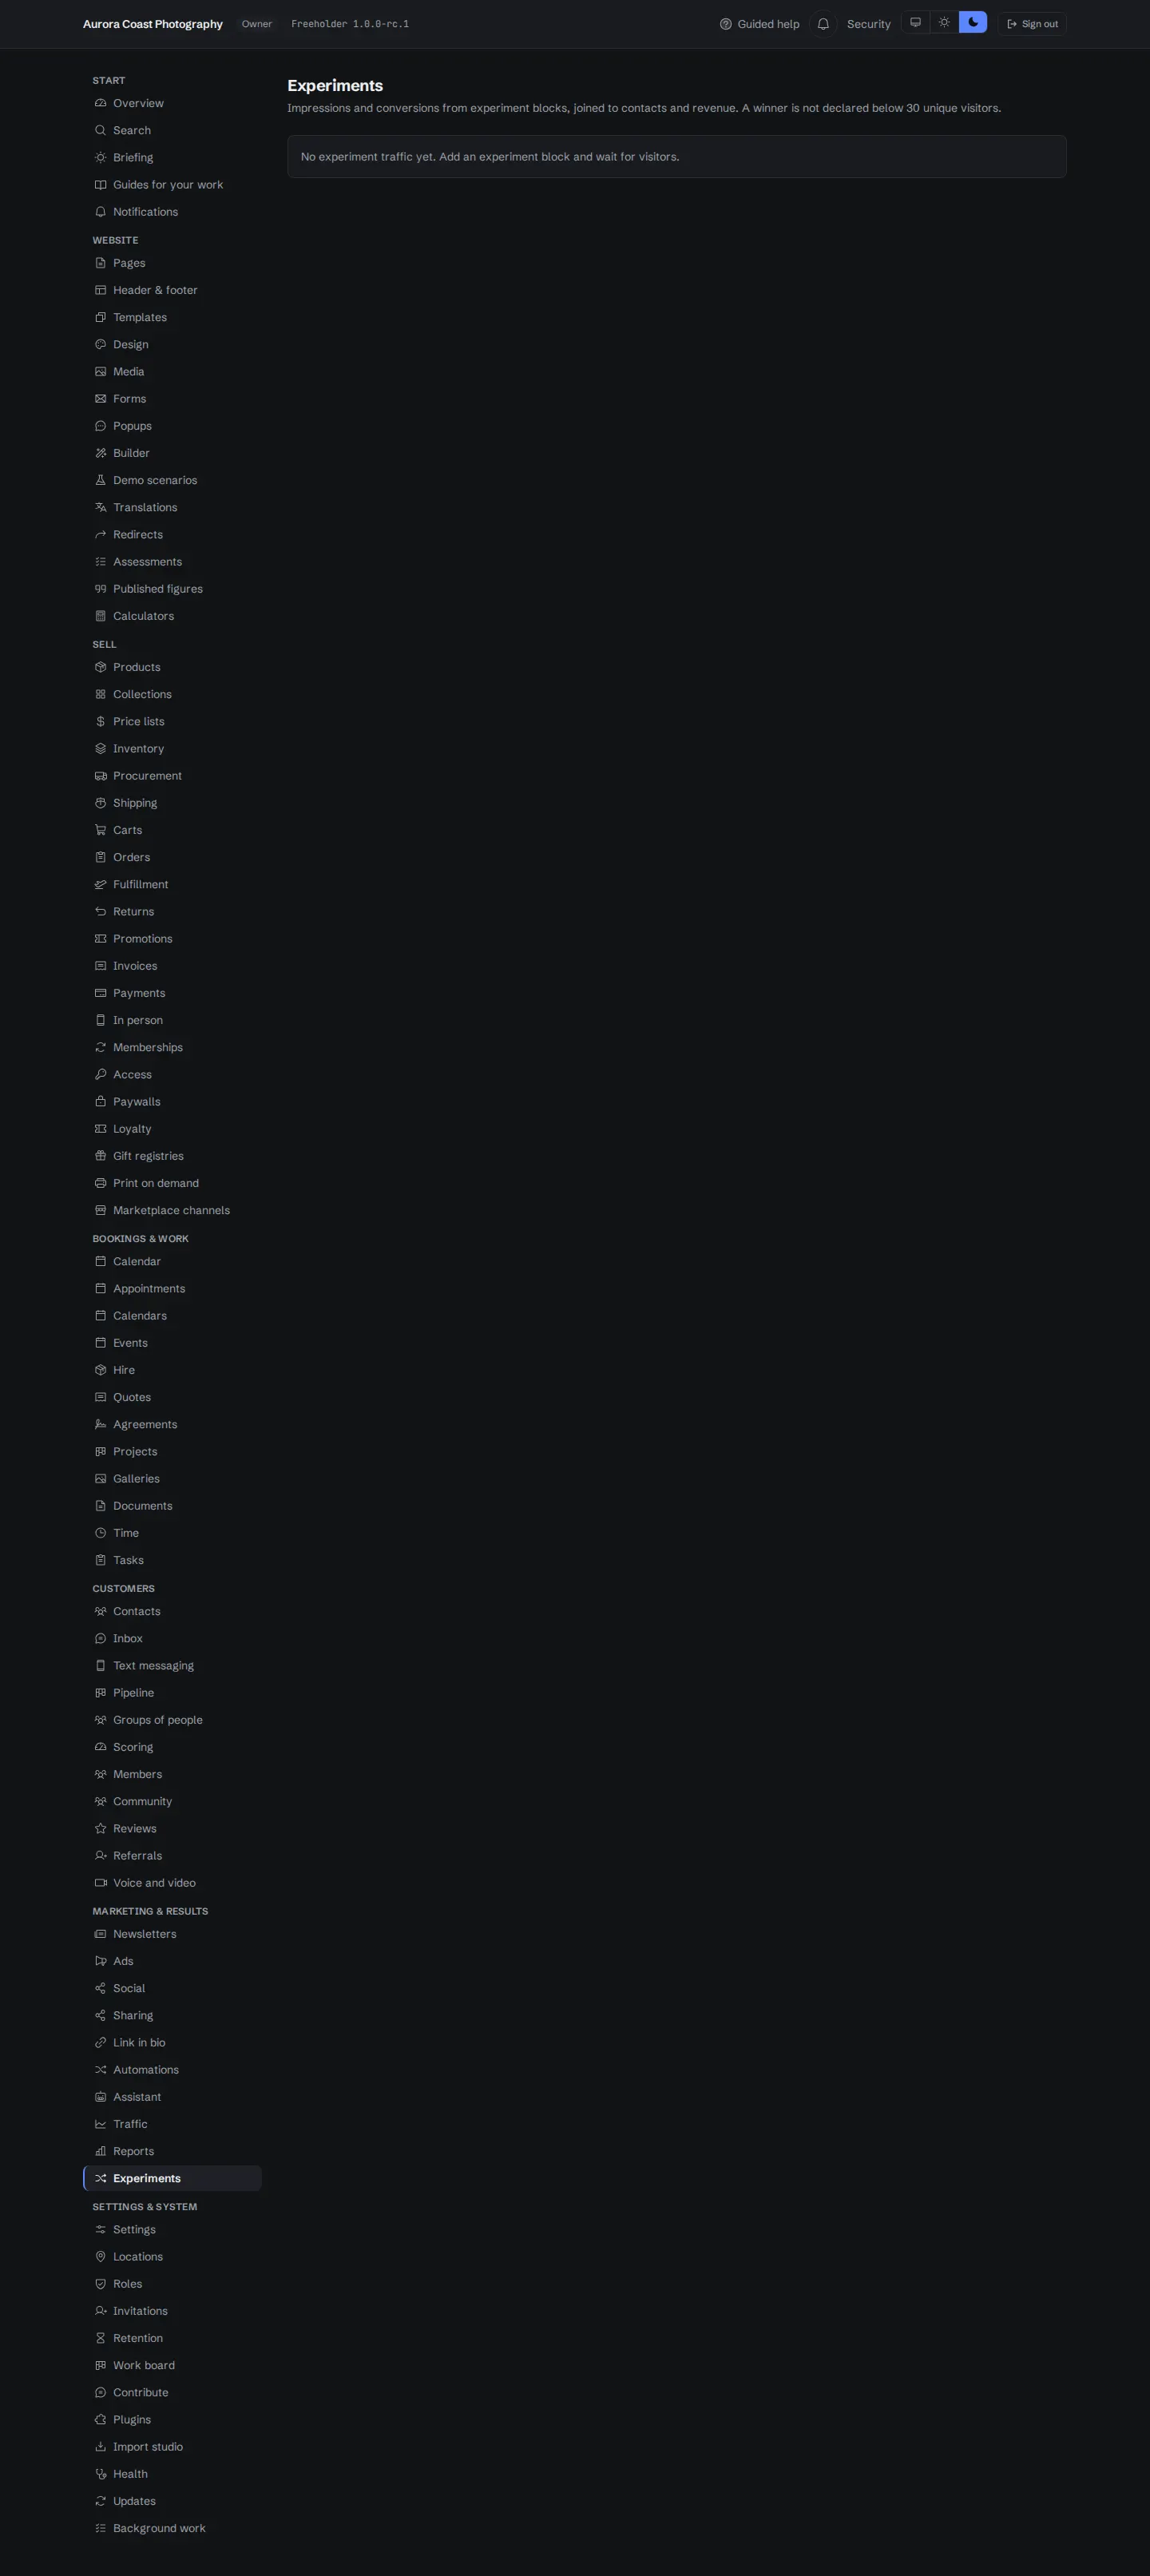 Aurora Coast Photography
Owner
Freeholder 1.0.0-rc.1
Guided help
Security
Sign out
START
Overview
Search
Briefing
Guides for your work
Notifications
WEBSITE
Pages
Header & footer
Templates
Design
Media
Forms
Popups
Builder
Demo scenarios
Translations
Redirects
Assessments
Published figures
Calculators
SELL
Products
Collections
Price lists
Inventory
Procurement
Shipping
Carts
Orders
Fulfillment
Returns
Promotions
Invoices
Payments
In person
Memberships
Access
Paywalls
Loyalty
Gift registries
Print on demand
Marketplace channels
BOOKINGS & WORK
Calendar
Appointments
Calendars
Events
Hire
Quotes
Agreements
Projects
Galleries
Documents
Time
Tasks
CUSTOMERS
Contacts
Inbox
Text messaging
Pipeline
Groups of people
Scoring
Members
Community
Reviews
Referrals
Voice and video
MARKETING & RESULTS
Newsletters
Ads
Social
Sharing
Link in bio
Automations
Assistant
Traffic
Reports
Experiments
SETTINGS & SYSTEM
Settings
Locations
Roles
Invitations
Retention
Work board
Contribute
Plugins
Import studio
Health
Updates
Background work
Experiments
Impressions and conversions from experiment blocks, joined to contacts and revenue. A winner is not declared below 30 unique visitors.
No experiment traffic yet. Add an experiment block and wait for visitors.